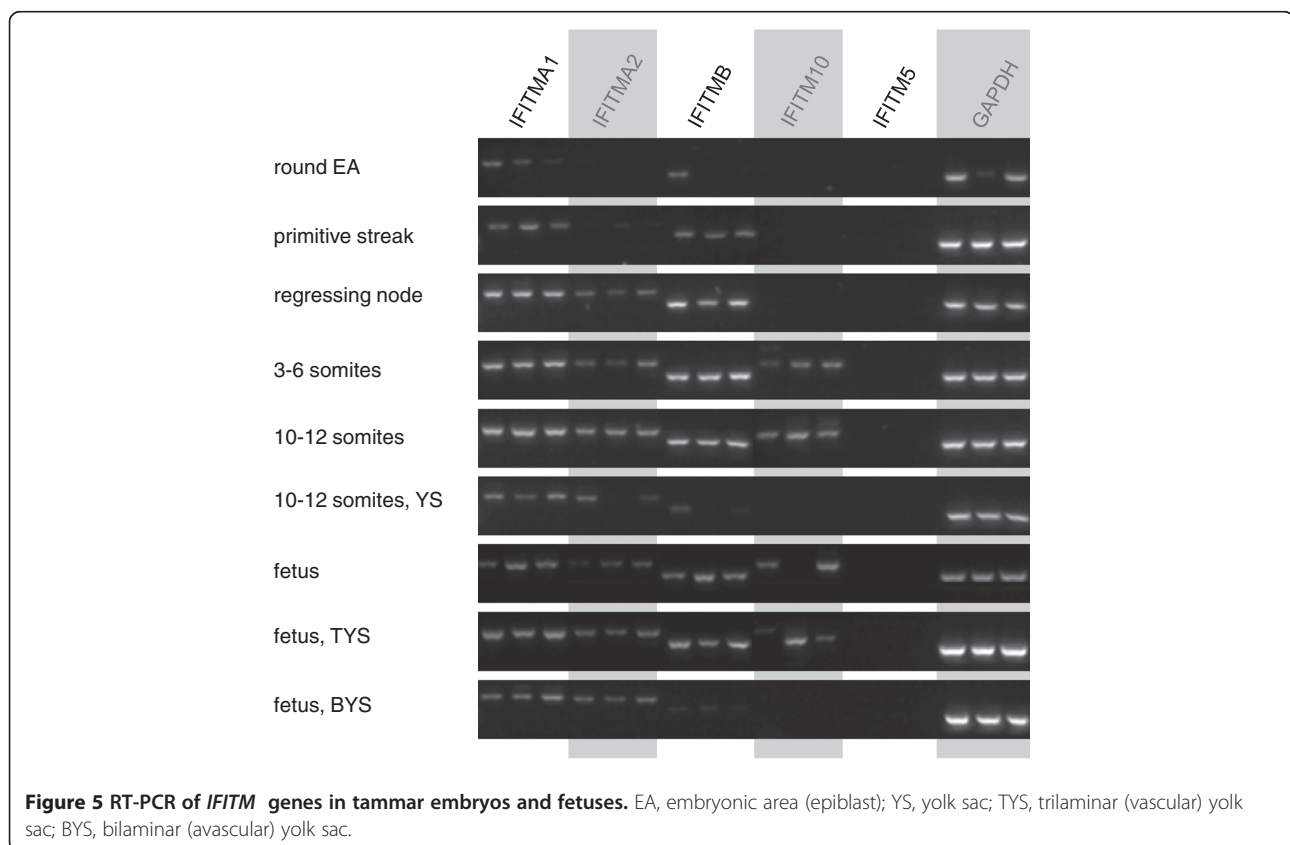 IFITMA1 IFITMA2 IFITMB IFITM10 IFITM5 GAPDH
round EA
primitive streak
regressing node
3-6 somites
10-12 somites
10-12 somites, YS
fetus
fetus, TYS
fetus, BYS
Figure 5 RT-PCR of IFITM genes in tammar embryos and fetuses. EA, embryonic area (epiblast); YS, yolk sac; TYS, trilaminar (vascular) yolk
sac; BYS, bilaminar (avascular) yolk sac.